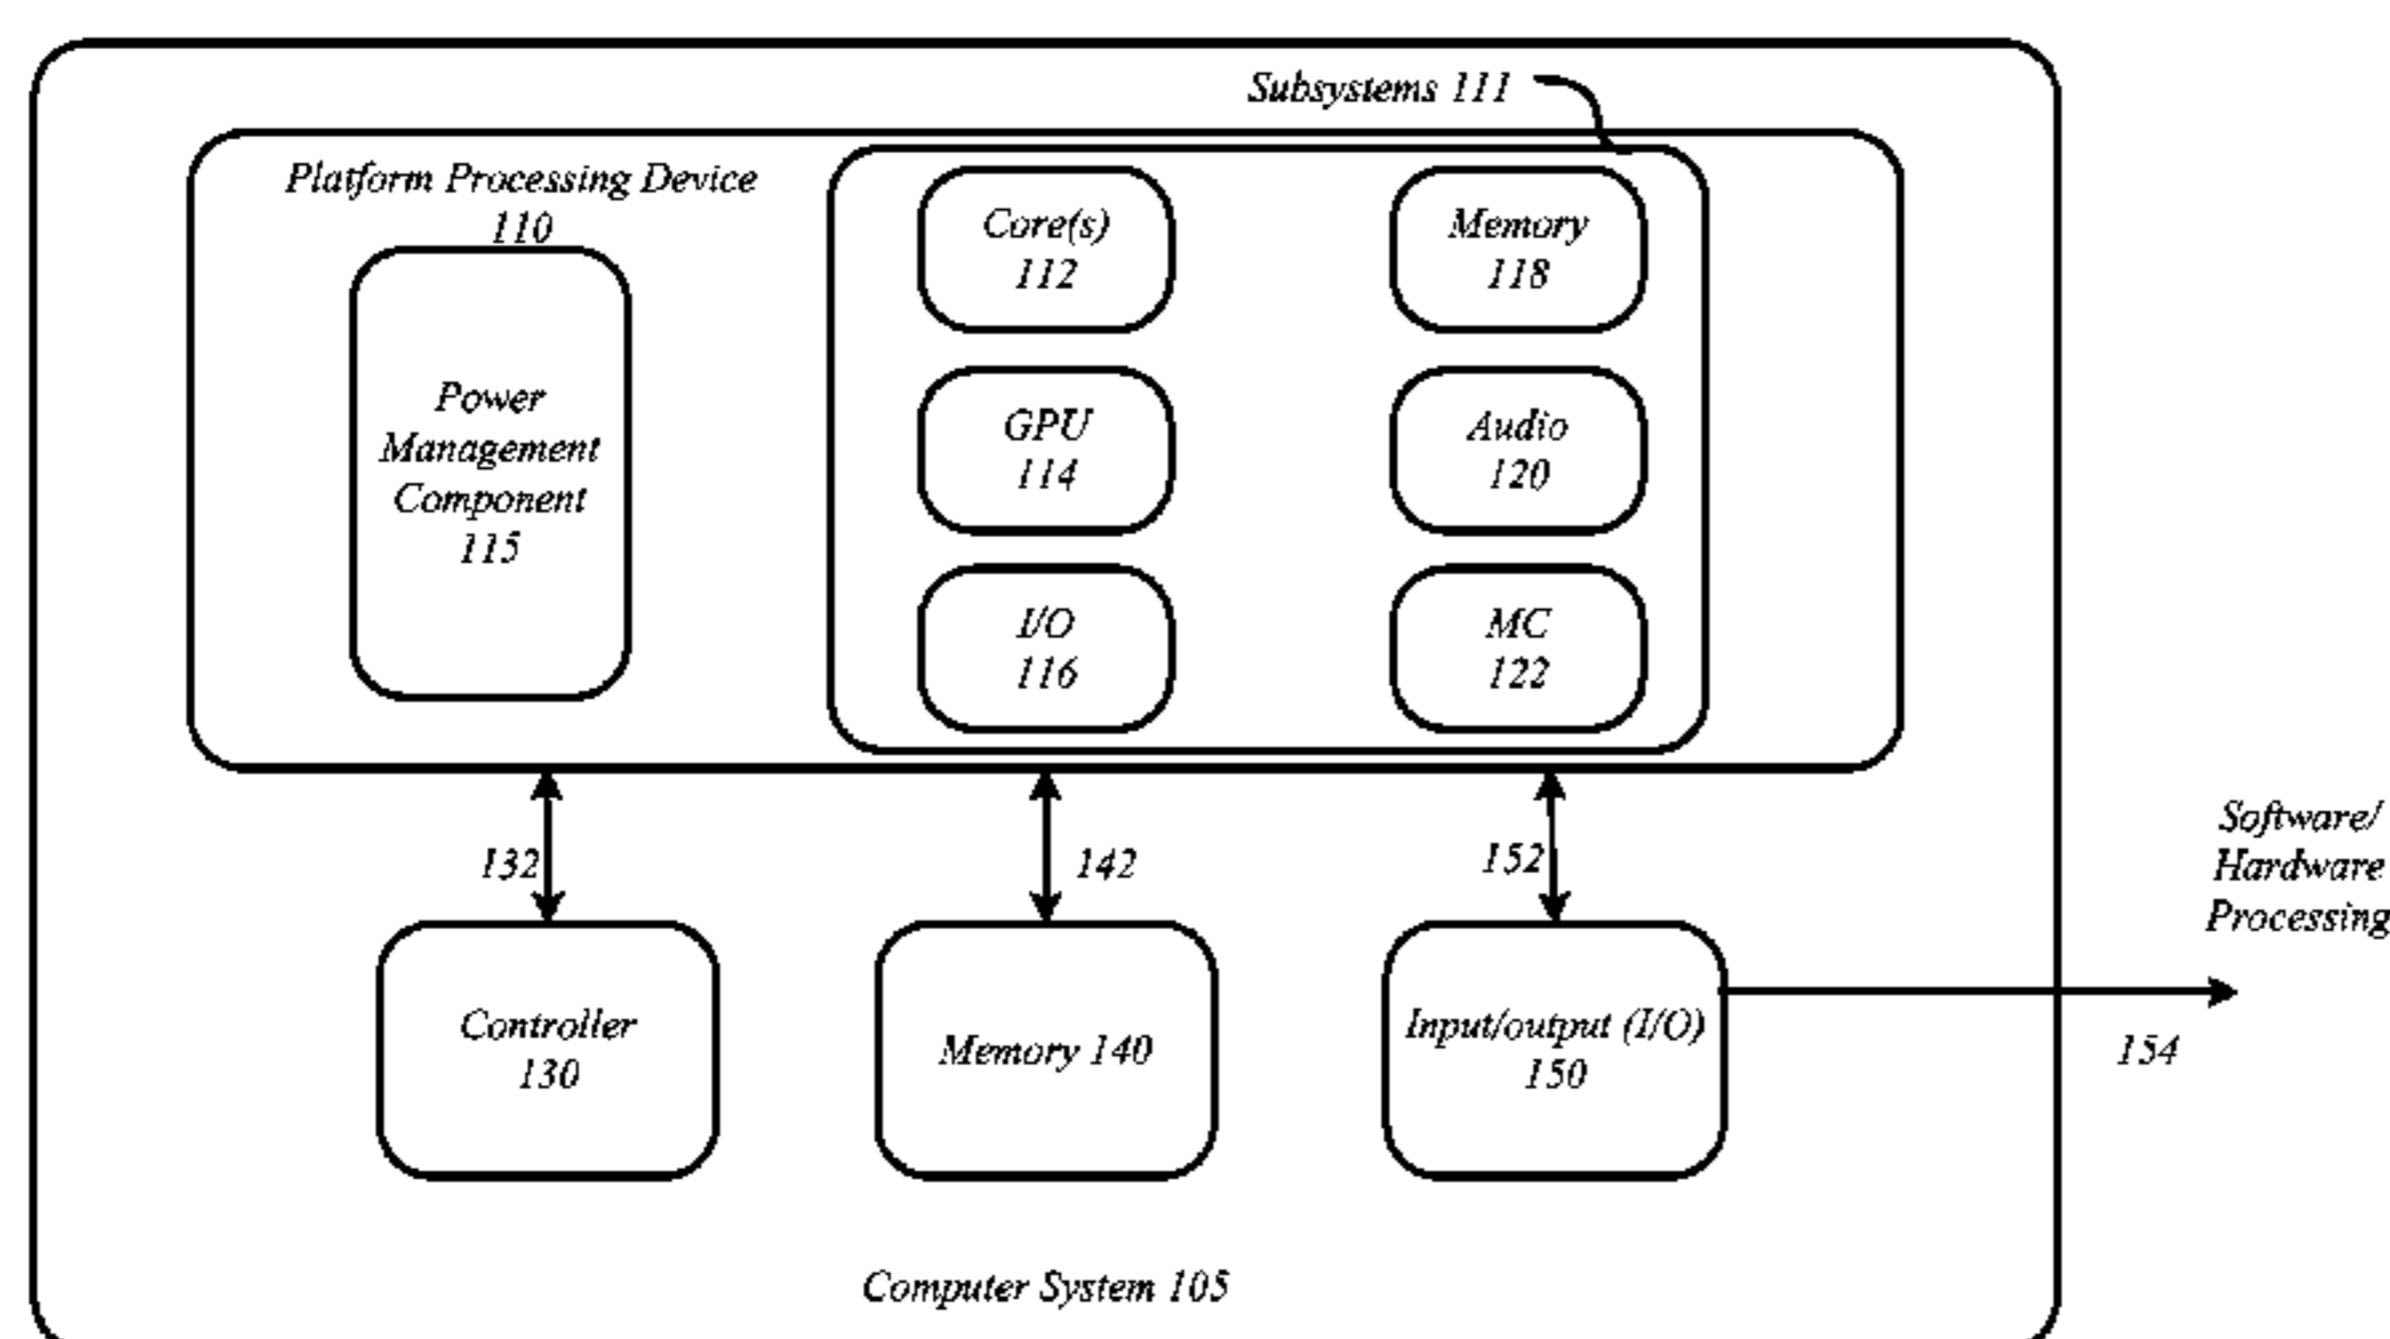 Subsystems 111
Platform Processing Device
110
Power
Management
Component
115
Core(s)
112
Memory
118
GPU
114
Audio
120
I/O
116
MC
122
132
142
152
Software/
Hardware
Processing
154
Controller
130
Memory 140
Input/output (I/O)
150
Computer System 105